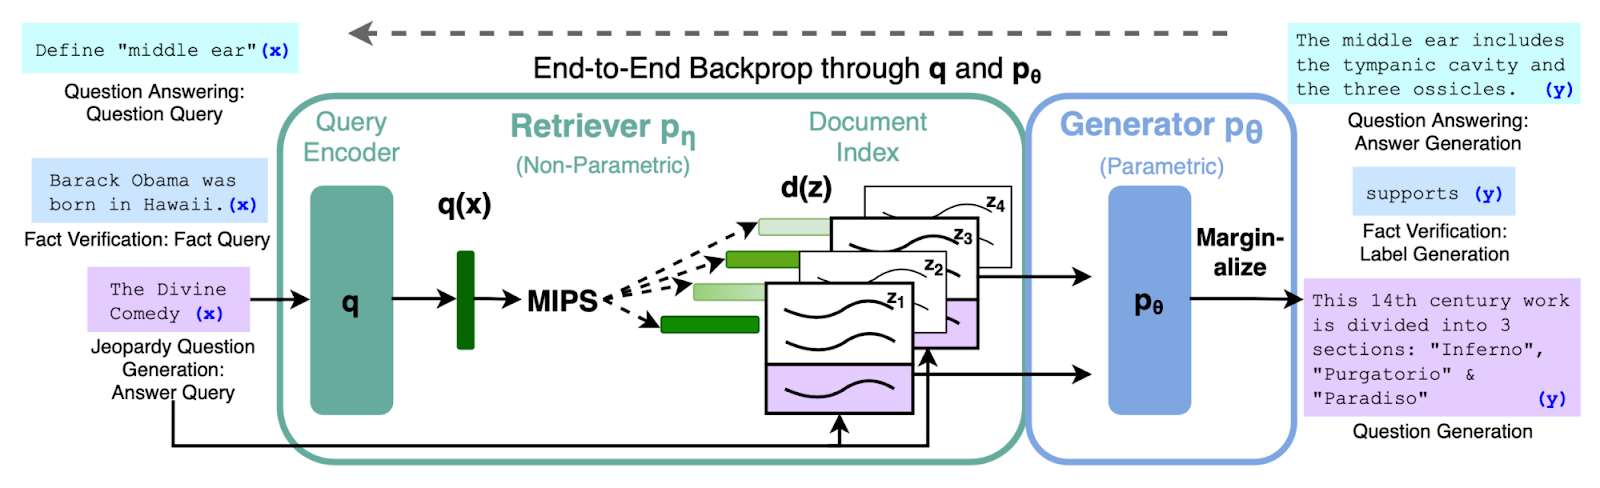 Define "middle ear" (x)
Question Answering:
Question Query
Barack Obama was
born in Hawaii. (x)
Fact Verification: Fact Query
The Divine
Comedy (x)
Jeopardy Question
Generation:
Answer Query
End-to-End Backprop through q and pθ
Query
Encoder
q
q(x)
Retriever pη
(Non-Parametric)
MIPS
Document
Index
d(z)
z4
z3
z2
z1
Generator pθ
(Parametric)
pθ
Margin-
alize
The middle ear includes
the tympanic cavity and
the three ossicles. (y)
Question Answering:
Answer Generation
supports (y)
Fact Verification:
Label Generation
This 14th century work
is divided into 3
sections: "Inferno",
"Purgatorio" &
"Paradiso" (y)
Question Generation